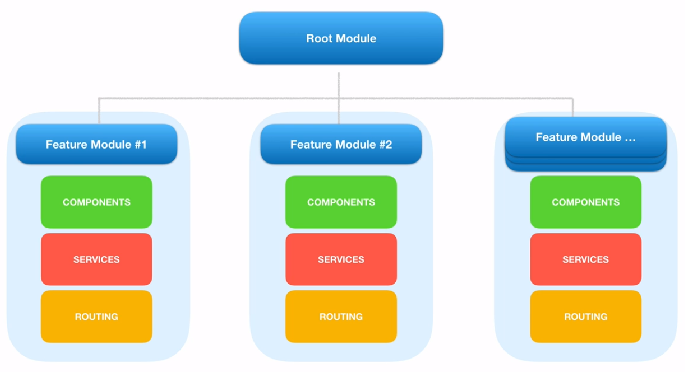 Root Module
Feature Module #1
Feature Module #2
Feature Module ...
COMPONENTS
COMPONENTS
COMPONENTS
SERVICES
SERVICES
SERVICES
ROUTING
ROUTING
ROUTING